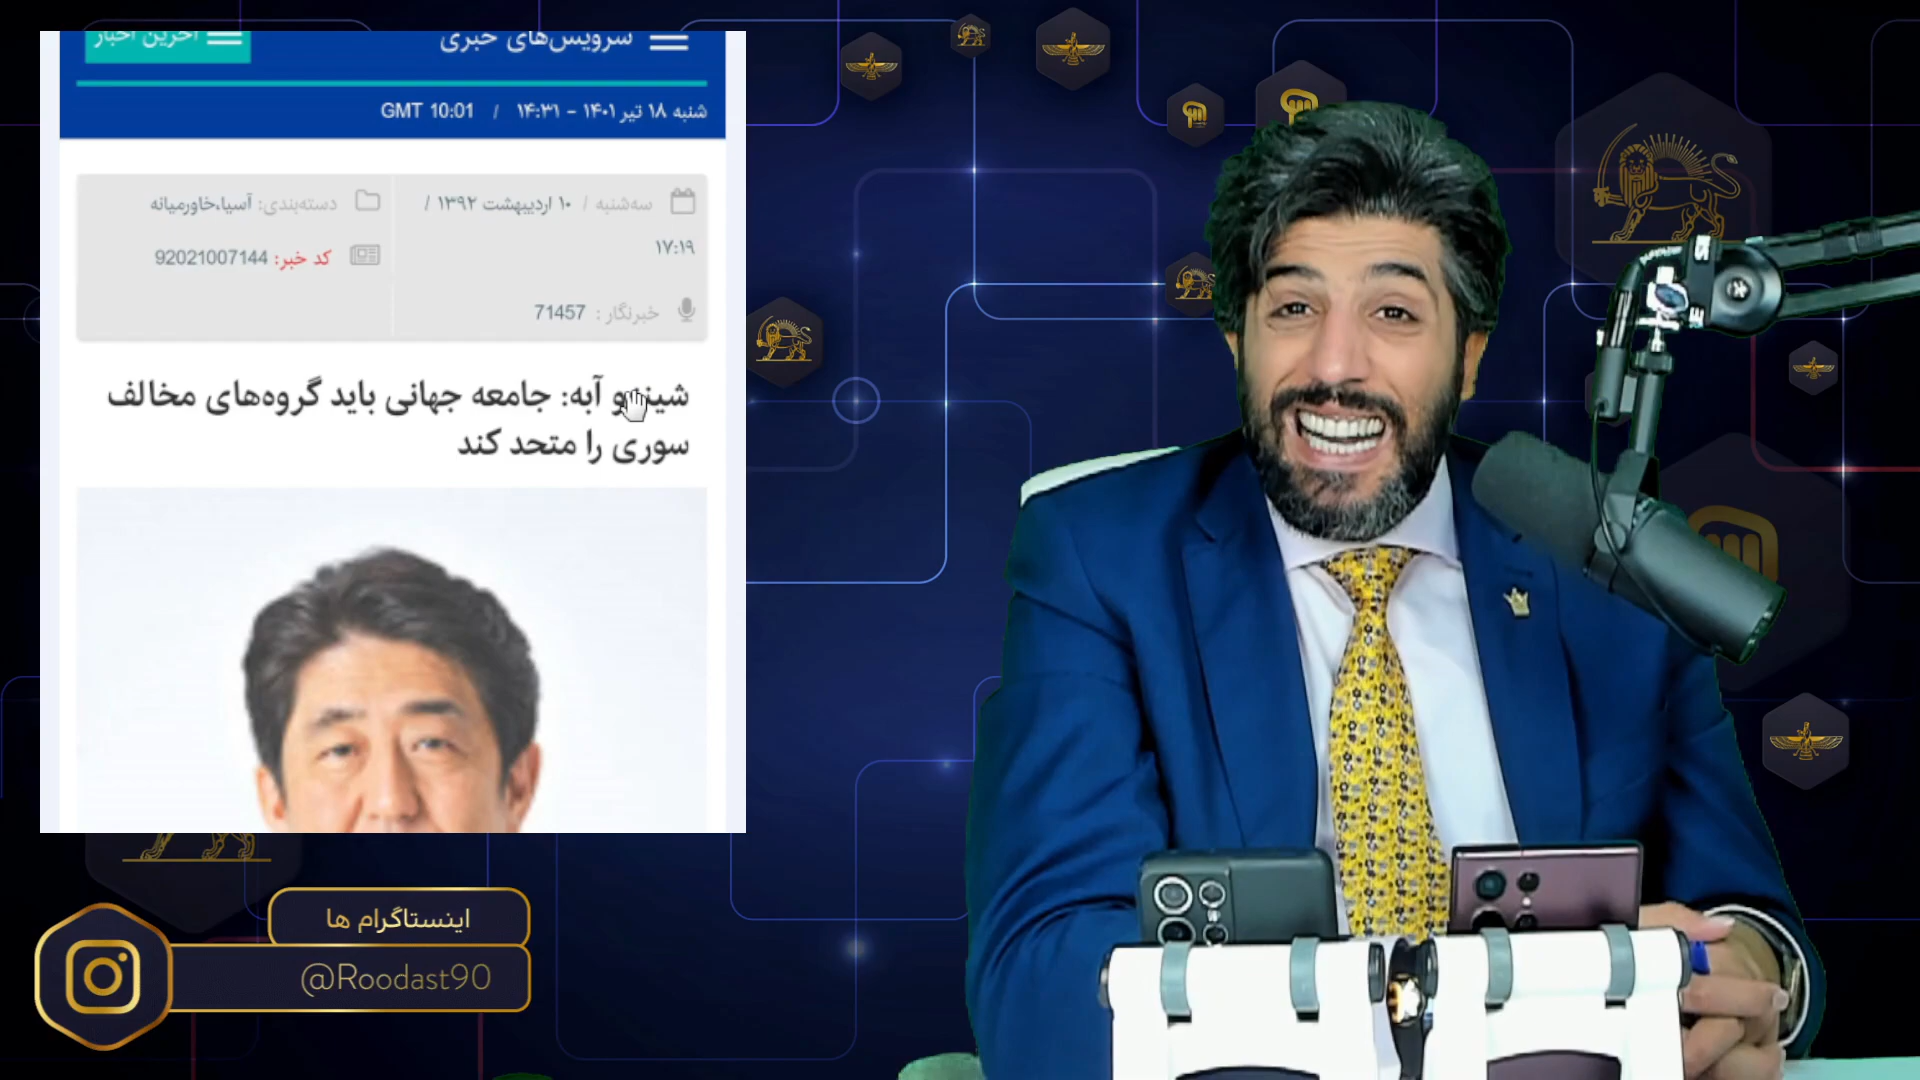 سرویس‌های خبری
آخرین اخبار
شنبه ۱۸ تیر ۱۴۰۱ - ۱۴:۳۱ / GMT 10:01
سه‌شنبه / ۱۰ اردیبهشت ۱۳۹۲ /
۱۷:۱۹
دسته‌بندی: آسیا،خاورمیانه
کد خبر: 92021007144
خبرنگار : 71457
شینزو آبه: جامعه جهانی باید گروه‌های مخالف
سوری را متحد کند
اینستاگرام ها
@Roodast90